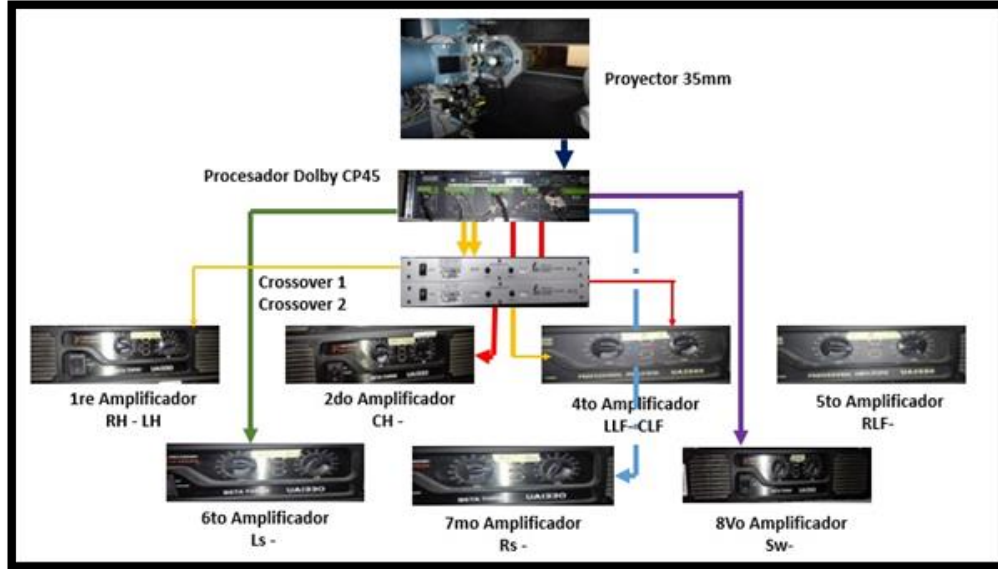 Proyector 35mm
Procesador Dolby CP45
Crossover 1
Crossover 2
1re Amplificador
RH - LH
2do Amplificador
CH -
4to Amplificador
LLF- CLF
5to Amplificador
RLF-
6to Amplificador
Ls -
7mo Amplificador
Rs -
8Vo Amplificador
Sw-